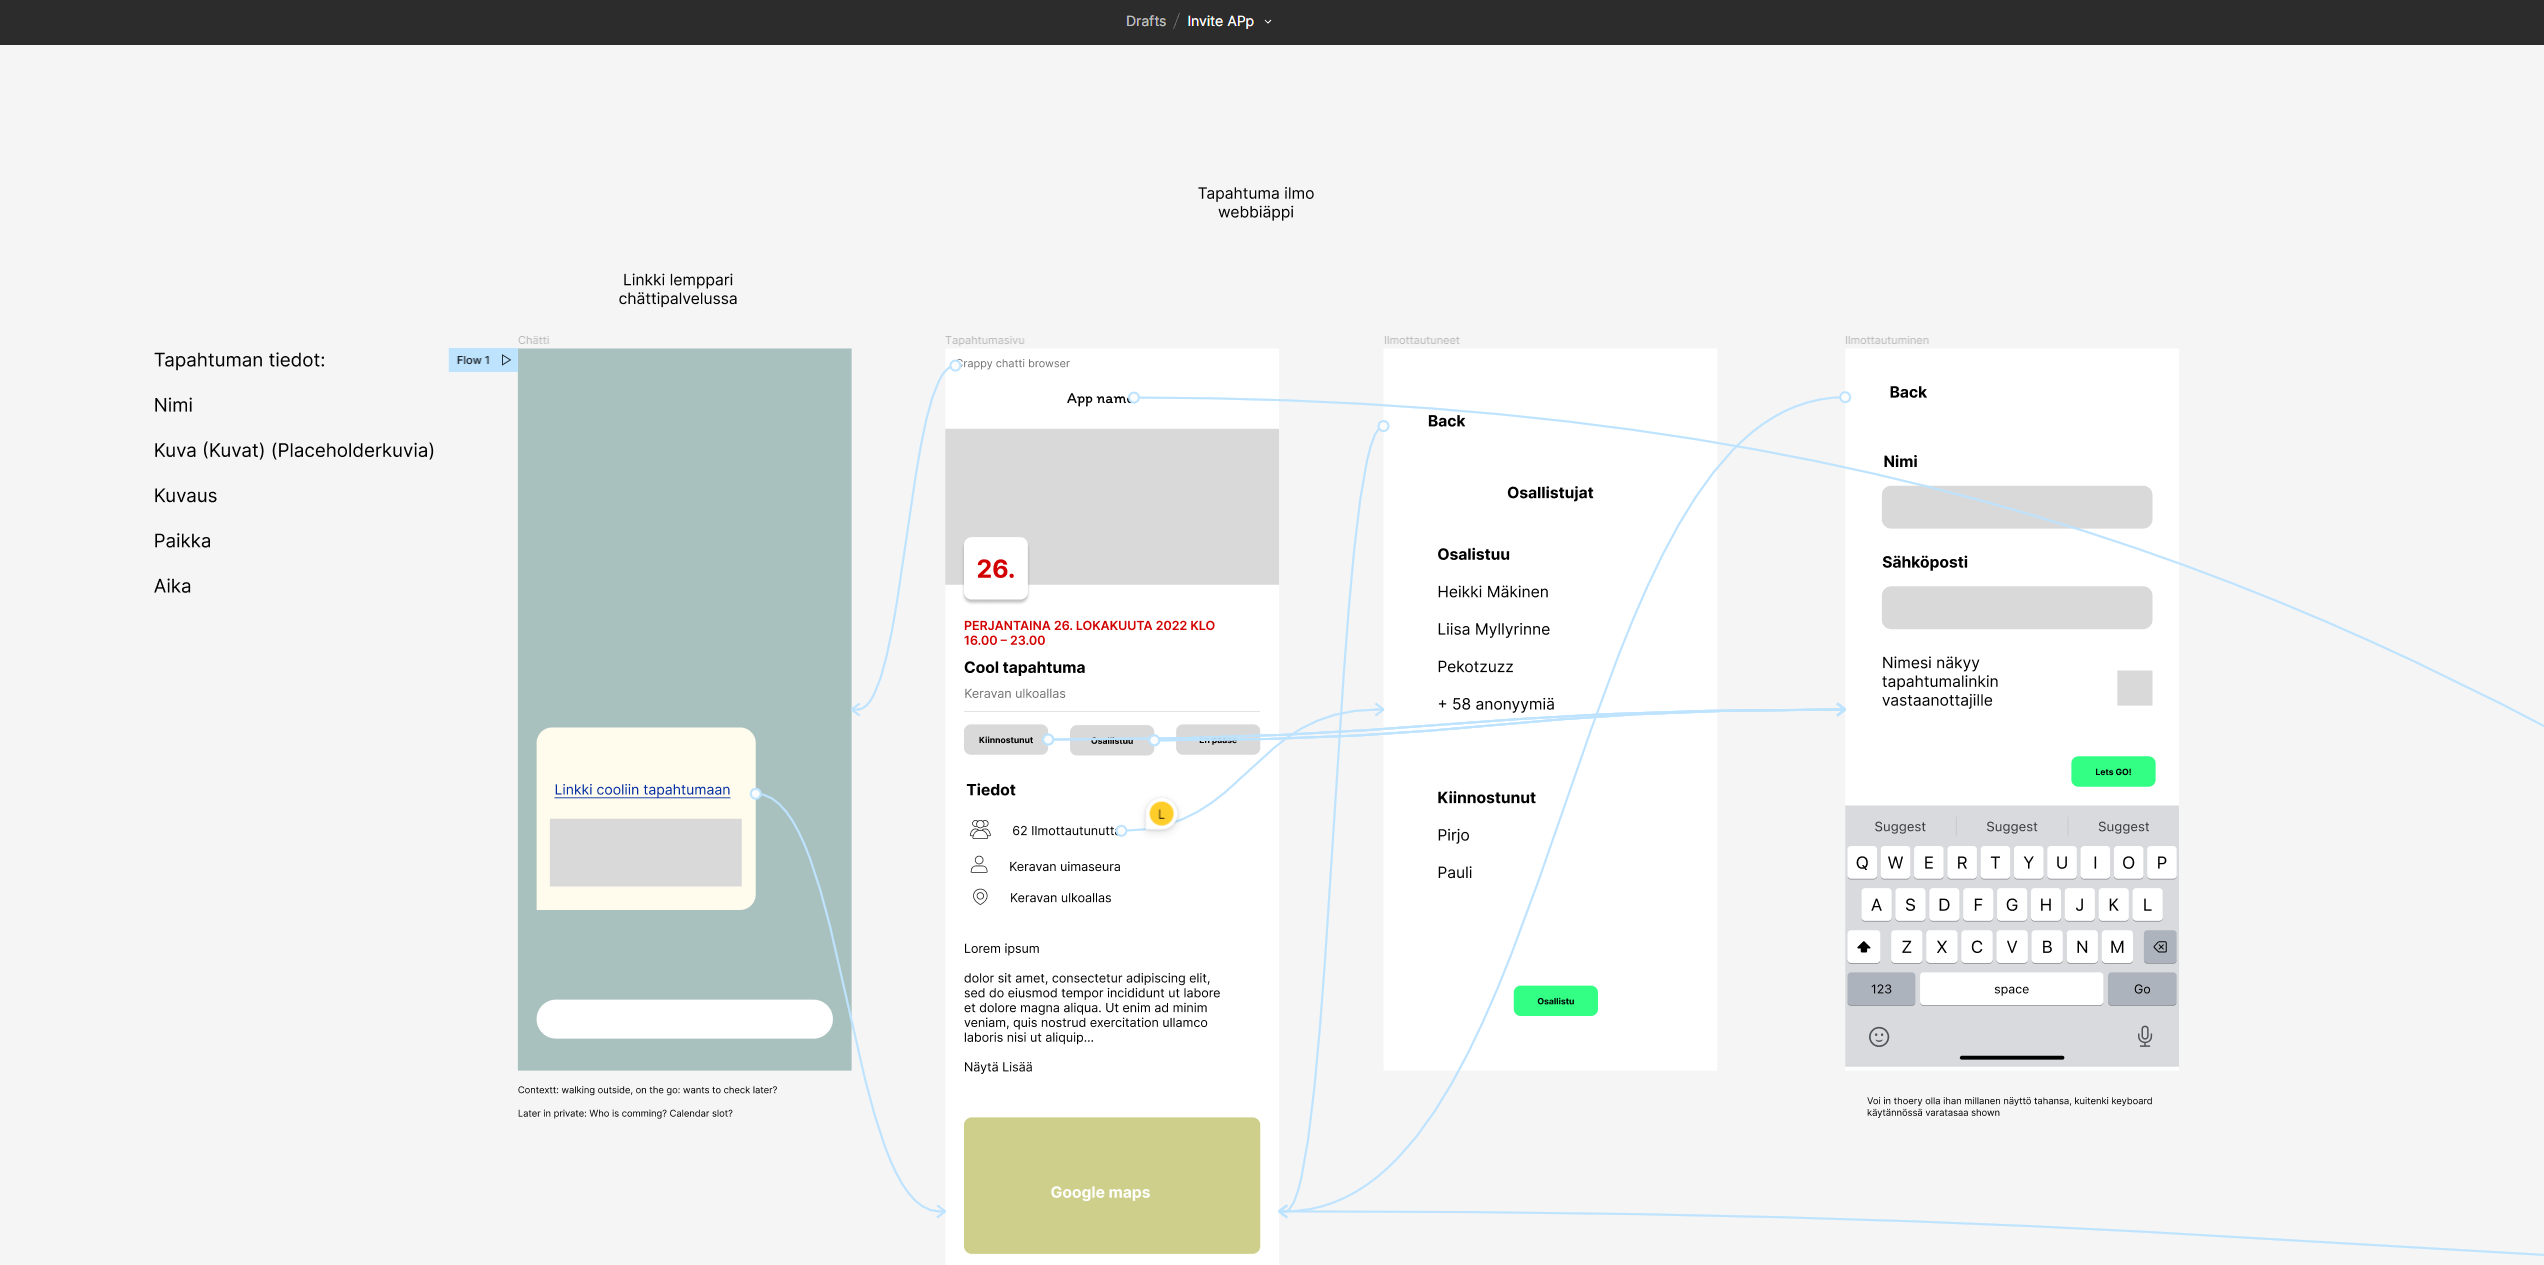 Drafts / Invite APp
Tapahtuma ilmo
webbiäppi
Linkki lemppari
chättipalvelussa
Tapahtuman tiedot:
Nimi
Kuva (Kuvat) (Placeholderkuvia)
Kuvaus
Paikka
Aika
Flow 1
Chätti
Linkki cooliin tapahtumaan
Contextt: walking outside, on the go: wants to check later?
Later in private: Who is comming? Calendar slot?
Tapahtumasivu
Crappy chatti browser
App name
26.
PERJANTAINA 26. LOKAKUUTA 2022 KLO
16.00 – 23.00
Cool tapahtuma
Keravan ulkoallas
Kiinnostunut
Osallistuu
En pääse
Tiedot
62 Ilmottautunutta
L
Keravan uimaseura
Keravan ulkoallas
Lorem ipsum
dolor sit amet, consectetur adipiscing elit,
sed do eiusmod tempor incididunt ut labore
et dolore magna aliqua. Ut enim ad minim
veniam, quis nostrud exercitation ullamco
laboris nisi ut aliquip...
Näytä Lisää
Google maps
Ilmottautuneet
Back
Osallistujat
Osalistuu
Heikki Mäkinen
Liisa Myllyrinne
Pekotzuzz
+ 58 anonyymiä
Kiinnostunut
Pirjo
Pauli
Osallistu
Ilmottautuminen
Back
Nimi
Sähköposti
Nimesi näkyy
tapahtumalinkin
vastaanottajille
Lets GO!
Suggest Suggest Suggest
Q W E R T Y U I O P
A S D F G H J K L
Z X C V B N M
123 space Go
Voi in thoery olla ihan millanen näyttö tahansa, kuitenki keyboard
käytännössä varatasaa shown